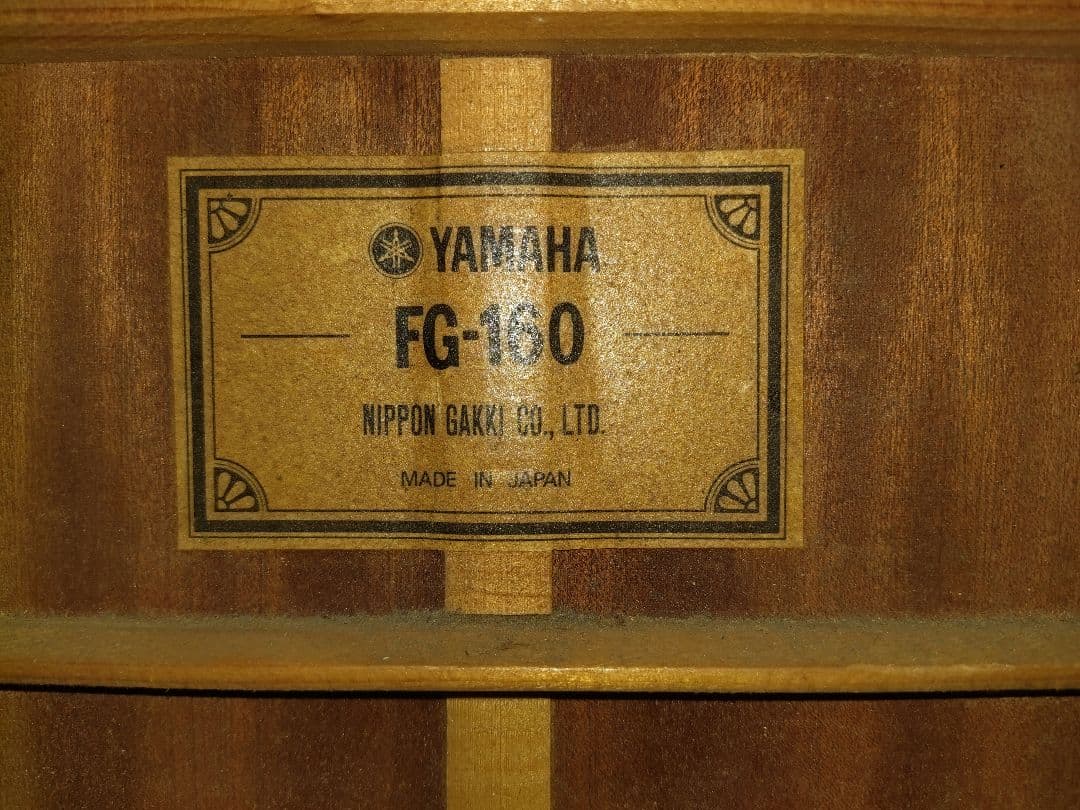 YAMAHA
FG-160
NIPPON GAKKI CO., LTD.
MADE IN JAPAN